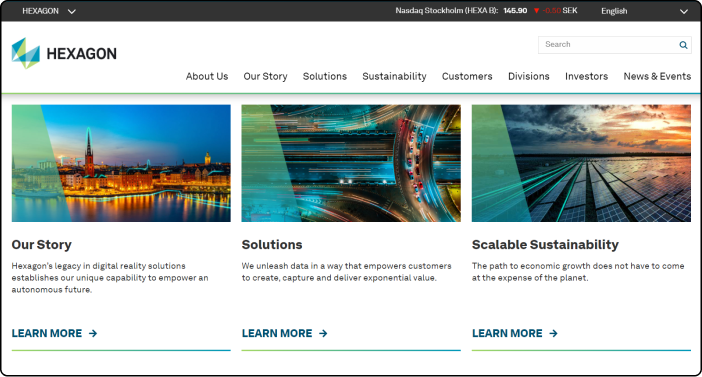 HEXAGON
Nasdaq Stockholm (HEXA B): 145.90 ▼ -0.50 SEK
English
HEXAGON
Search
About Us Our Story Solutions Sustainability Customers Divisions Investors News & Events
Our Story
Hexagon's legacy in digital reality solutions
establishes our unique capability to empower an
autonomous future.
LEARN MORE →
Solutions
We unleash data in a way that empowers customers
to create, capture and deliver exponential value.
LEARN MORE →
Scalable Sustainability
The path to economic growth does not have to come
at the expense of the planet.
LEARN MORE →